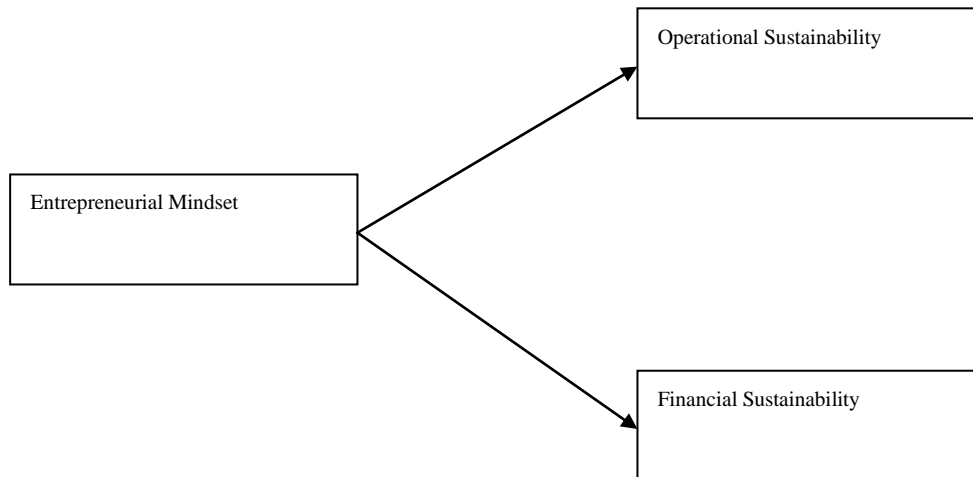 Operational Sustainability
Entrepreneurial Mindset
Financial Sustainability